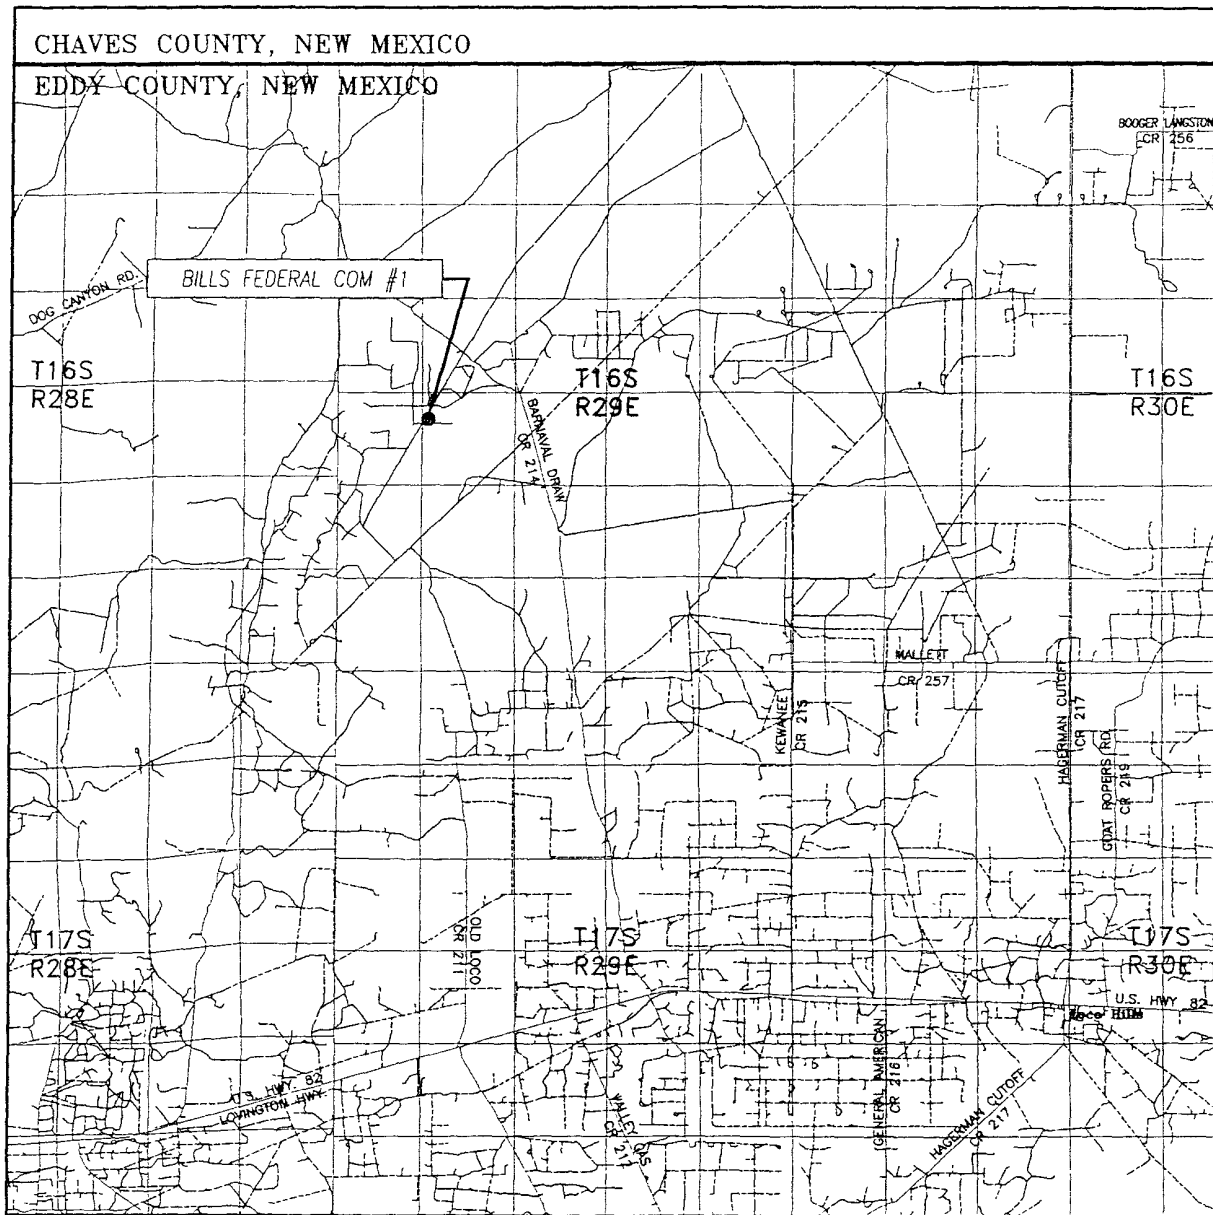 CHAVES COUNTY, NEW MEXICO
EDDY COUNTY, NEW MEXICO
BOOGER LANGSTON
CR 256
DOG CANYON RD.
BILLS FEDERAL COM #1
T16S
R28E
T16S
R29E
T16S
R30E
BARNAVAL DRAW
CR 214
MALLETT
CR 257
KEWANEE
CR 215
HAGERMAN CUTOFF
CR 217
GOAT ROPERS RD.
CR 219
T17S
R28E
OLD LOCO
CR 211
T17S
R29E
T17S
R30E
U.S. HWY 82
Loco Hills
U.S. HWY. 82
LOVINGTON HWY.
VALLEY GAS
CR 212
GENERAL AMERICAN
CR 216
HAGERMAN CUTOFF
CR 217